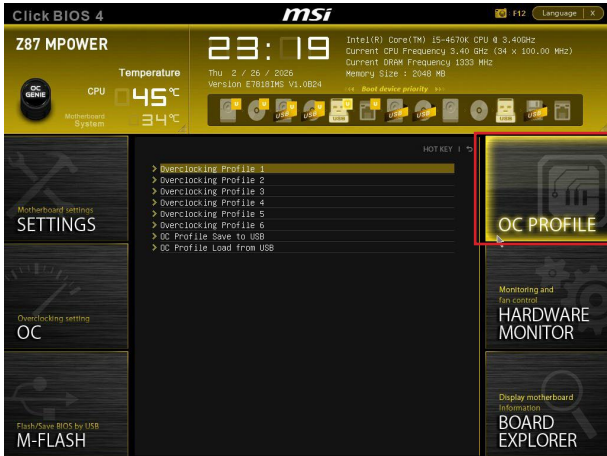 Click BIOS 4
msi
F12
Language
X
Z87 MPOWER
23:19
Intel(R) Core(TM) i5-4670K CPU @ 3.40GHz
Current CPU Frequency 3.40 GHz (34 x 100.00 MHz)
Current DRAM Frequency 1333 MHz
Memory Size : 2048 MB
Temperature
Thu 2 / 26 / 2026
Version E7818IMS V1.0B24
Boot device priority
OC
GENIE
CPU
45°C
Motherboard
System
34°C
U
U
U
U
U
U
U
U
USB
USB
USB
USB
USB
USB
USB
HOT KEY
Motherboard settings
SETTINGS
Overclocking setting
OC
Flash/Save BIOS by USB
M-FLASH
> Overclocking Profile 1
> Overclocking Profile 2
> Overclocking Profile 3
> Overclocking Profile 4
> Overclocking Profile 5
> Overclocking Profile 6
> OC Profile Save to USB
> OC Profile Load from USB
OC PROFILE
Monitoring and
fan control
HARDWARE
MONITOR
Display motherboard
Information
BOARD
EXPLORER